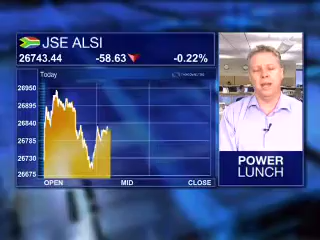 JSE ALSI
26743.44 -58.63 -0.22%
Today
26950
26895
26840
26785
26730
26675
OPEN MID CLOSE
POWER
LUNCH